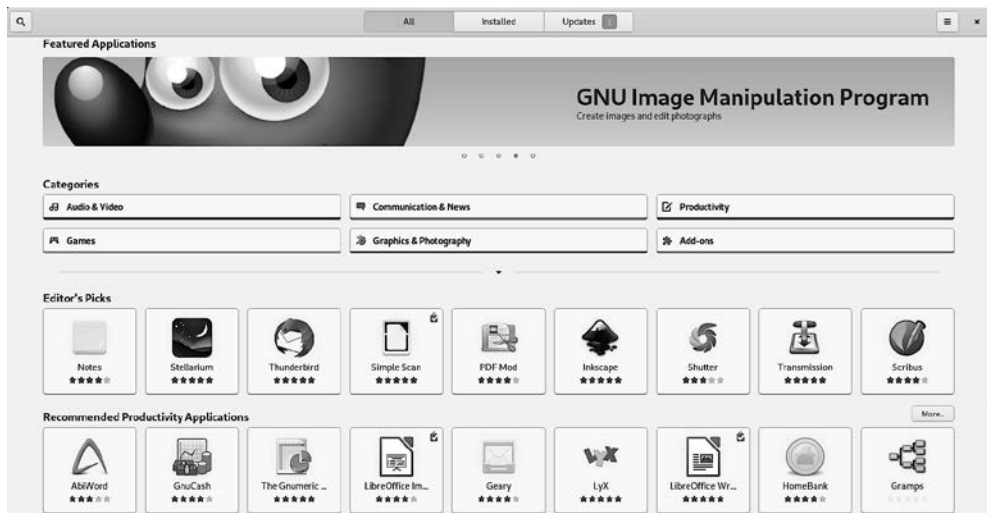 All Installed Updates
Featured Applications
GNU Image Manipulation Program
Create images and edit photographs
Categories
Audio & Video Communication & News Productivity
Games Graphics & Photography Add-ons
Editor's Picks
Notes Stellarium Thunderbird Simple Scan PDF Mod Inkscape Shutter Transmission Scribus
Recommended Productivity Applications More…
AbiWord GnuCash The Gnumeric … LibreOffice Im… Geary LyX LibreOffice Wr… HomeBank Gramps